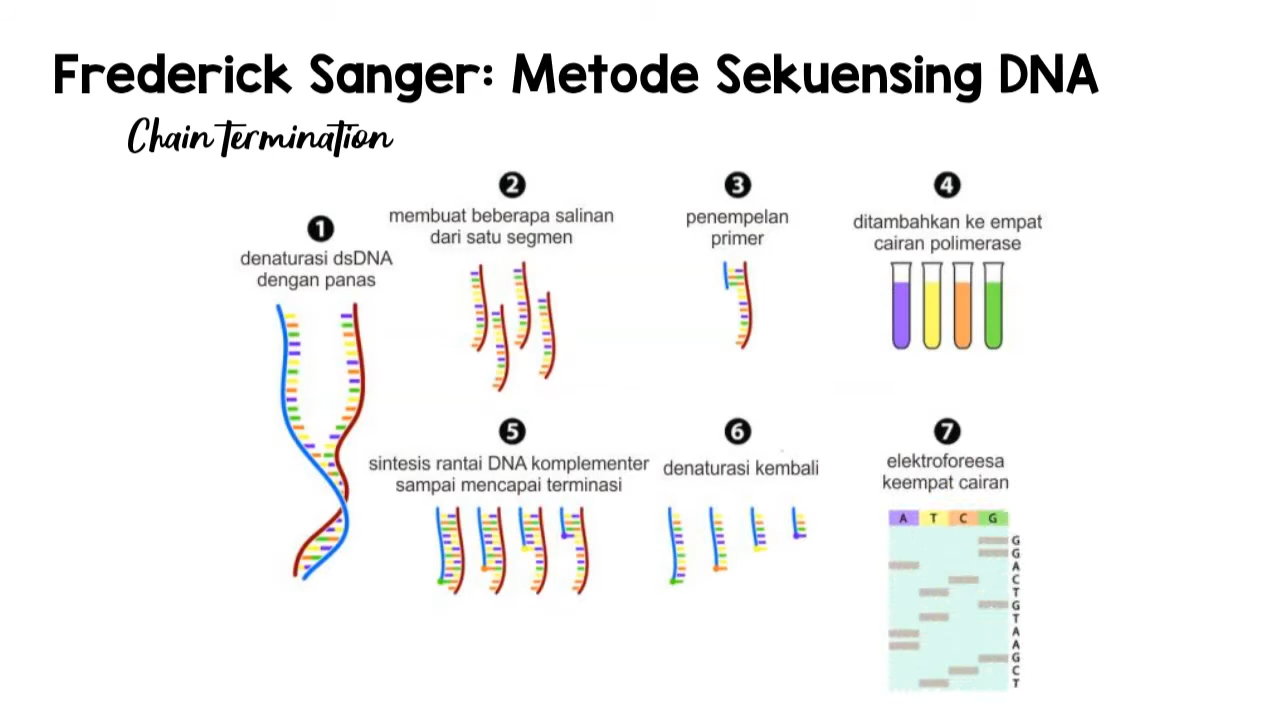 Frederick Sanger: Metode Sekuensing DNA
Chain termination
1
denaturasi dsDNA
dengan panas
2
membuat beberapa salinan
dari satu segmen
3
penempelan
primer
4
ditambahkan ke empat
cairan polimerase
5
sintesis rantai DNA komplementer
sampai mencapai terminasi
6
denaturasi kembali
7
elektroforeesa
keempat cairan
A T C G
G
G
A
C
T
G
T
A
A
G
C
T